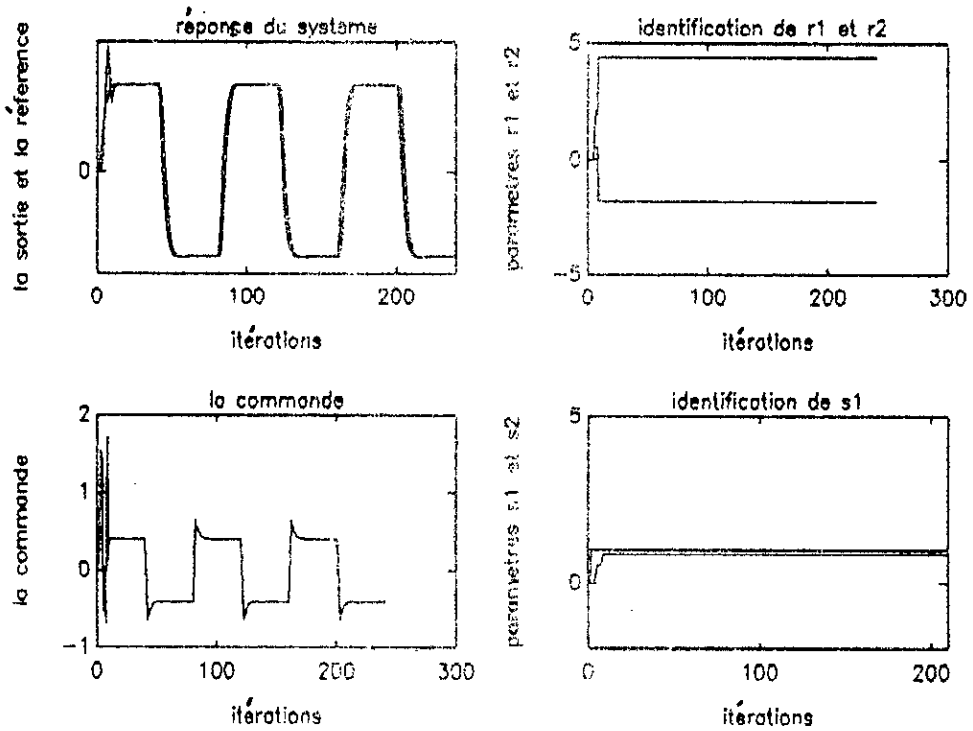 réponse du systeme
la sortie et la réference
0
0
100
200
itérations
identification de r1 et r2
parametres r1 et r2
5
0
-5
0
100
200
300
itérations
la commande
la commande
2
1
0
-1
0
100
200
300
itérations
identification de s1
parametres s1 et s2
5
0
0
100
200
itérations